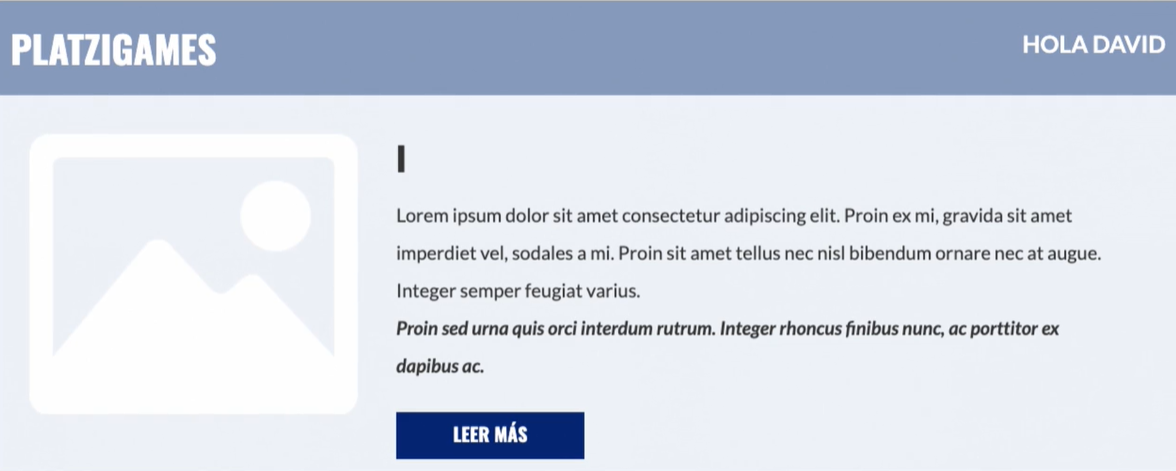 PLATZIGAMES
HOLA DAVID
I
Lorem ipsum dolor sit amet consectetur adipiscing elit. Proin ex mi, gravida sit amet
imperdiet vel, sodales a mi. Proin sit amet tellus nec nisl bibendum ornare nec at augue.
Integer semper feugiat varius.
Proin sed urna quis orci interdum rutrum. Integer rhoncus finibus nunc, ac porttitor ex
dapibus ac.
LEER MÁS